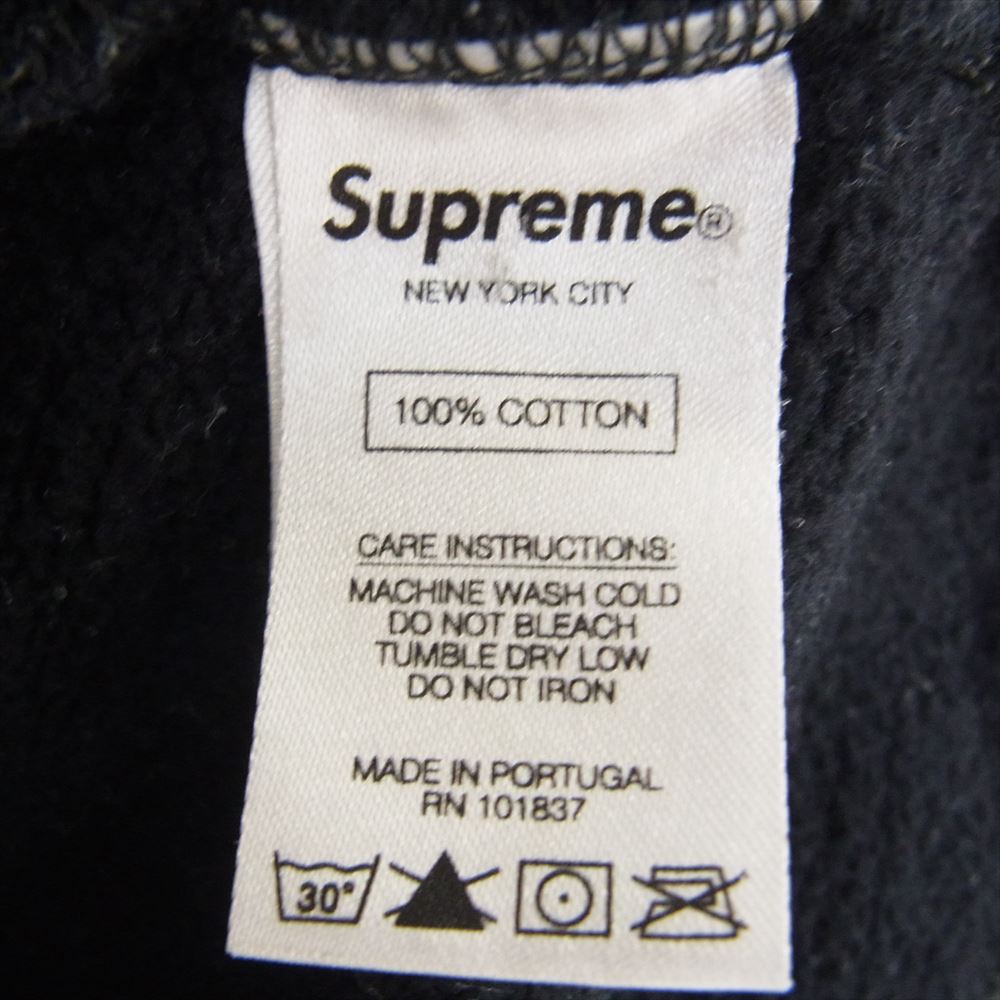 Supreme®
NEW YORK CITY
100% COTTON
CARE INSTRUCTIONS:
MACHINE WASH COLD
DO NOT BLEACH
TUMBLE DRY LOW
DO NOT IRON
MADE IN PORTUGAL
RN 101837
30°